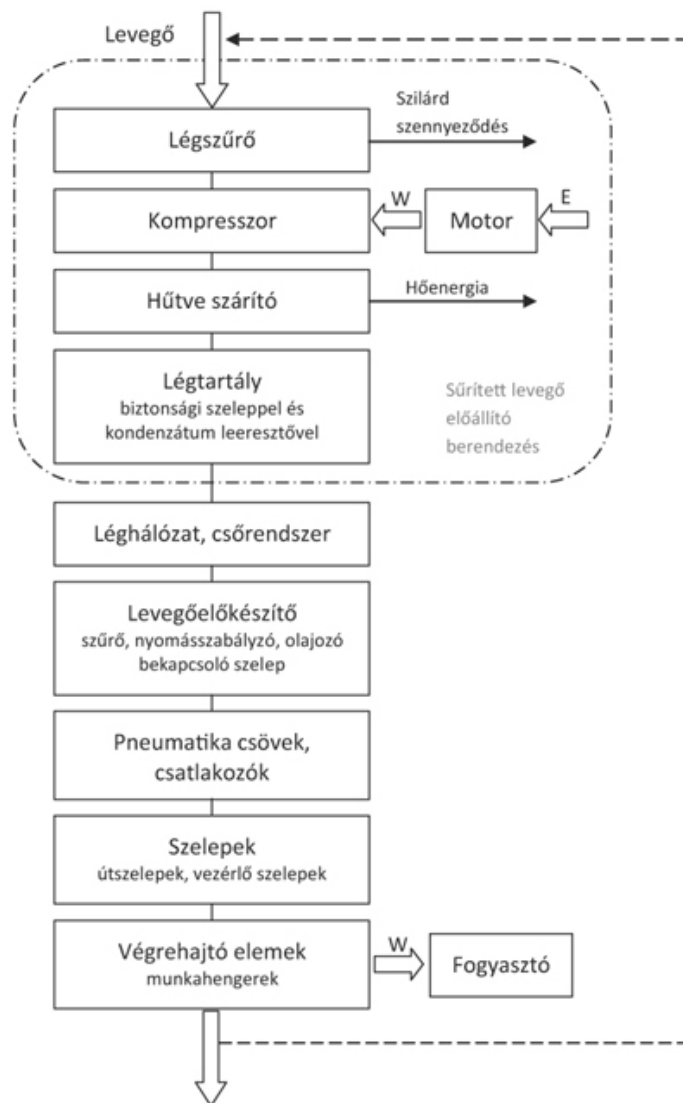 Levegő
Szilárd
szennyeződés
Légszűrő
W
E
Kompresszor
Motor
Hűtve szárító
Hőenergia
Légtartály
biztonsági szeleppel és
kondenzátum leeresztővel
Sűrített levegő
előállító
berendezés
Léghálózat, csőrendszer
Levegőelőkészítő
szűrő, nyomásszabályzó, olajozó
bekapcsoló szelep
Pneumatika csövek,
csatlakozók
Szelepek
útszelepek, vezérlő szelepek
Végrehajtó elemek
munkahengerek
W
Fogyasztó